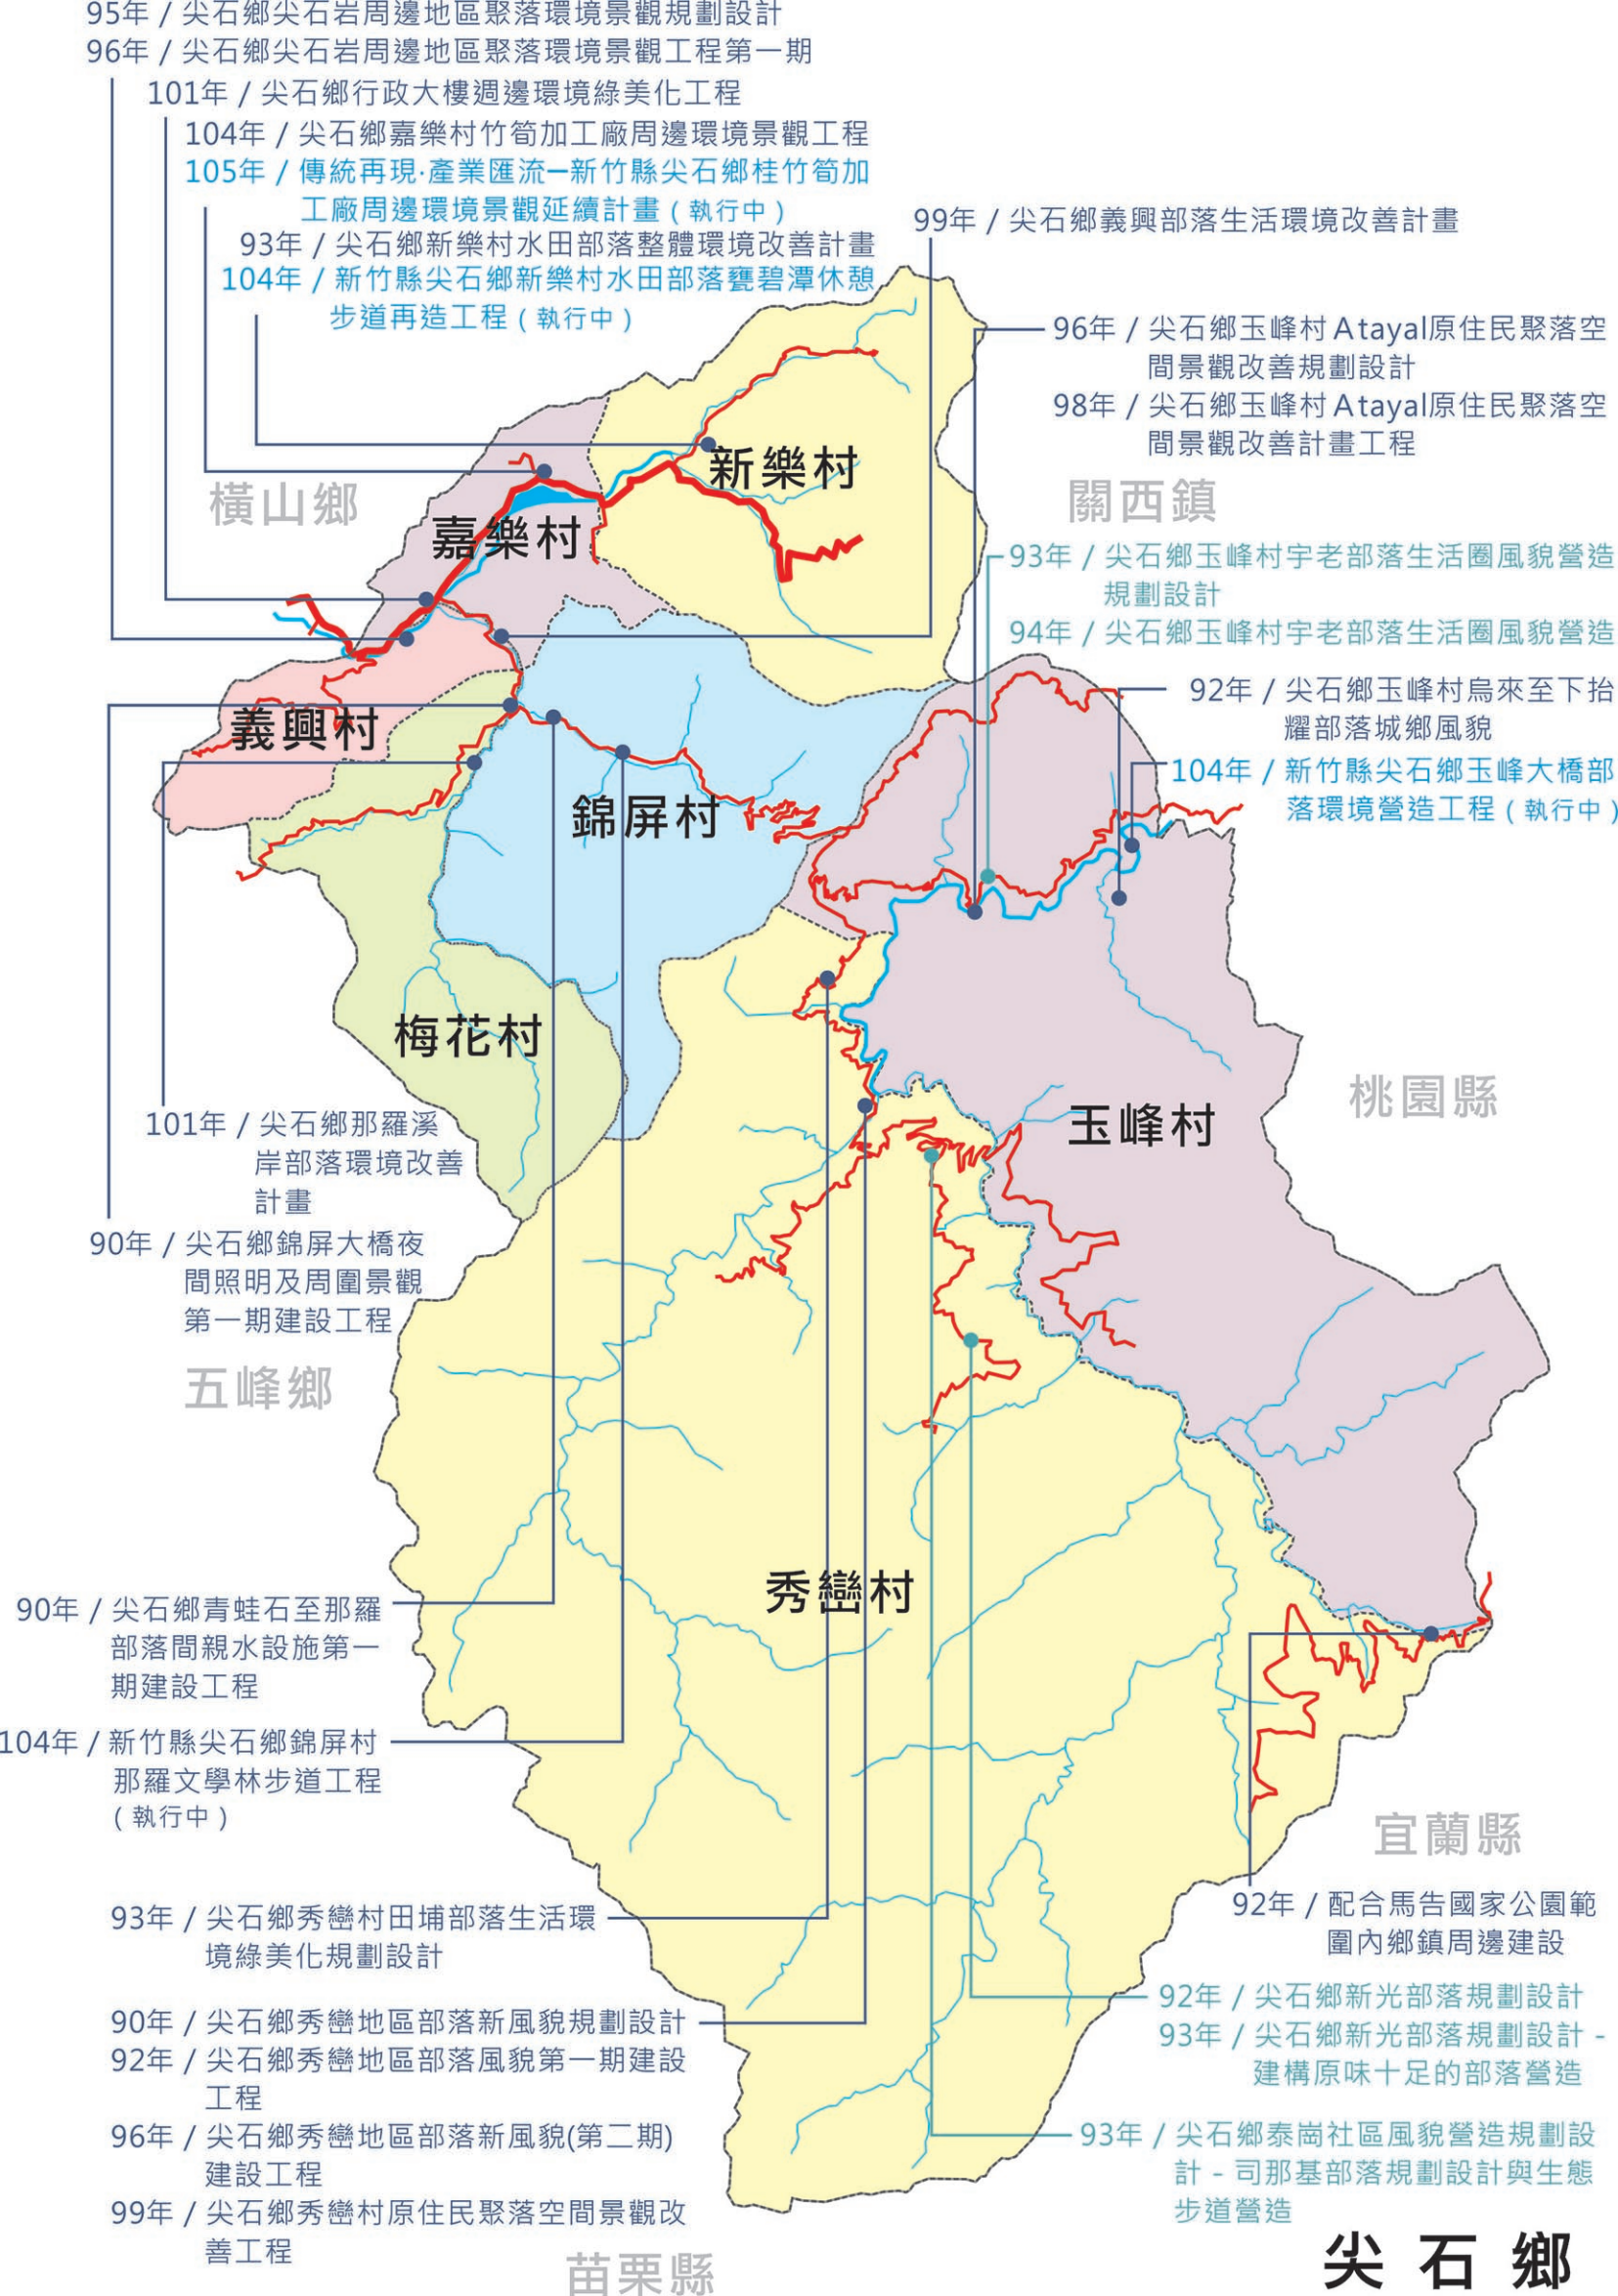 95年 / 尖石鄉尖石岩周邊地區聚落環境景觀規劃設計
96年 / 尖石鄉尖石岩周邊地區聚落環境景觀工程第一期
101年 / 尖石鄉行政大樓週邊環境綠美化工程
104年 / 尖石鄉嘉樂村竹筍加工廠周邊環境景觀工程
105年 / 傳統再現·產業匯流─新竹縣尖石鄉桂竹筍加
工廠周邊環境景觀延續計畫 ( 執行中 )
93年 / 尖石鄉新樂村水田部落整體環境改善計畫
104年 / 新竹縣尖石鄉新樂村水田部落甕碧潭休憩
步道再造工程 ( 執行中 )
99年 / 尖石鄉義興部落生活環境改善計畫
96年 / 尖石鄉玉峰村Atayal原住民聚落空
間景觀改善規劃設計
98年 / 尖石鄉玉峰村Atayal原住民聚落空
間景觀改善計畫工程
新樂村
橫山鄉
關西鎮
嘉樂村
93年 / 尖石鄉玉峰村宇老部落生活圈風貌營造
規劃設計
94年 / 尖石鄉玉峰村宇老部落生活圈風貌營造
92年 / 尖石鄉玉峰村烏來至下抬
耀部落城鄉風貌
104年 / 新竹縣尖石鄉玉峰大橋部
落環境營造工程 ( 執行中 )
義興村
錦屏村
梅花村
桃園縣
玉峰村
101年 / 尖石鄉那羅溪
岸部落環境改善
計畫
90年 / 尖石鄉錦屏大橋夜
間照明及周圍景觀
第一期建設工程
五峰鄉
秀巒村
90年 / 尖石鄉青蛙石至那羅
部落間親水設施第一
期建設工程
104年 / 新竹縣尖石鄉錦屏村
那羅文學林步道工程
( 執行中 )
宜蘭縣
93年 / 尖石鄉秀巒村田埔部落生活環
境綠美化規劃設計
92年 / 配合馬告國家公園範
圍內鄉鎮周邊建設
90年 / 尖石鄉秀巒地區部落新風貌規劃設計
92年 / 尖石鄉秀巒地區部落風貌第一期建設
工程
96年 / 尖石鄉秀巒地區部落新風貌(第二期)
建設工程
99年 / 尖石鄉秀巒村原住民聚落空間景觀改
善工程
92年 / 尖石鄉新光部落規劃設計
93年 / 尖石鄉新光部落規劃設計 -
建構原味十足的部落營造
93年 / 尖石鄉泰崗社區風貌營造規劃設
計 - 司那基部落規劃設計與生態
步道營造
苗栗縣
尖石鄉